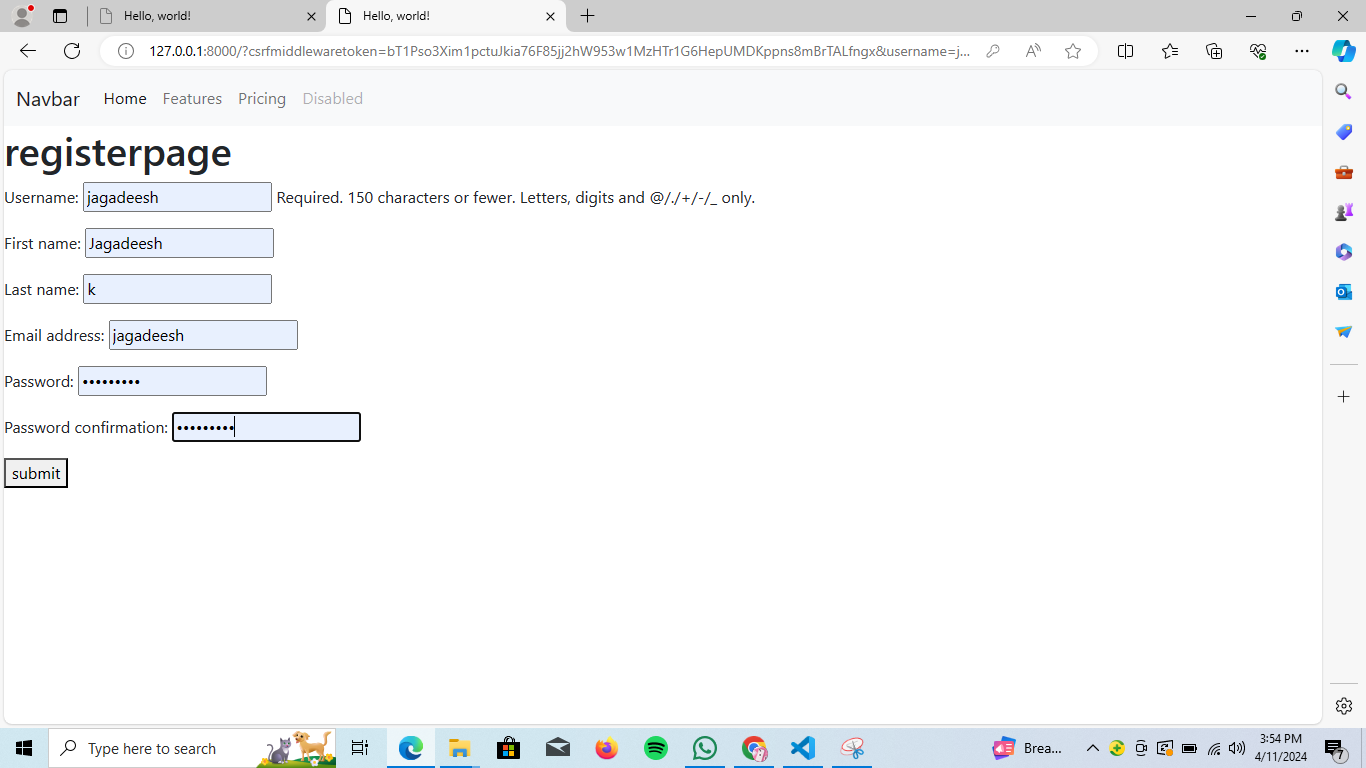 Hello, world!
Hello, world!
127.0.0.1:8000/?csrfmiddlewaretoken=bT1Pso3Xim1pctuJkia76F85jj2hW953w1MzHTr1G6HepUMDKppns8mBrTALfngx&username=j...
Navbar Home Features Pricing Disabled
registerpage
Username: jagadeesh Required. 150 characters or fewer. Letters, digits and @/./+/-/_ only.
First name: Jagadeesh
Last name: k
Email address: jagadeesh
Password: •••••••••
Password confirmation: •••••••••
submit
Type here to search
Brea...
3:54 PM
4/11/2024
7